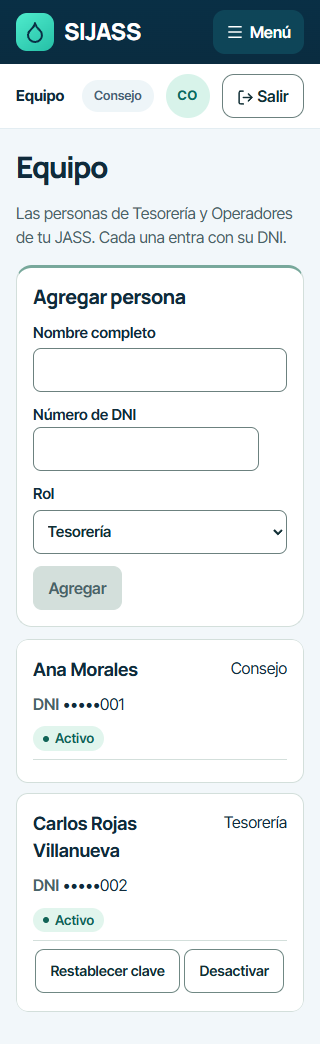 SIJASS
Menú
Equipo
Consejo
CO
Salir
Equipo
Las personas de Tesorería y Operadores
de tu JASS. Cada una entra con su DNI.
Agregar persona
Nombre completo
Número de DNI
Rol
Tesorería
Agregar
Ana Morales
Consejo
DNI •••••001
Activo
Carlos Rojas
Villanueva
Tesorería
DNI •••••002
Activo
Restablecer clave
Desactivar